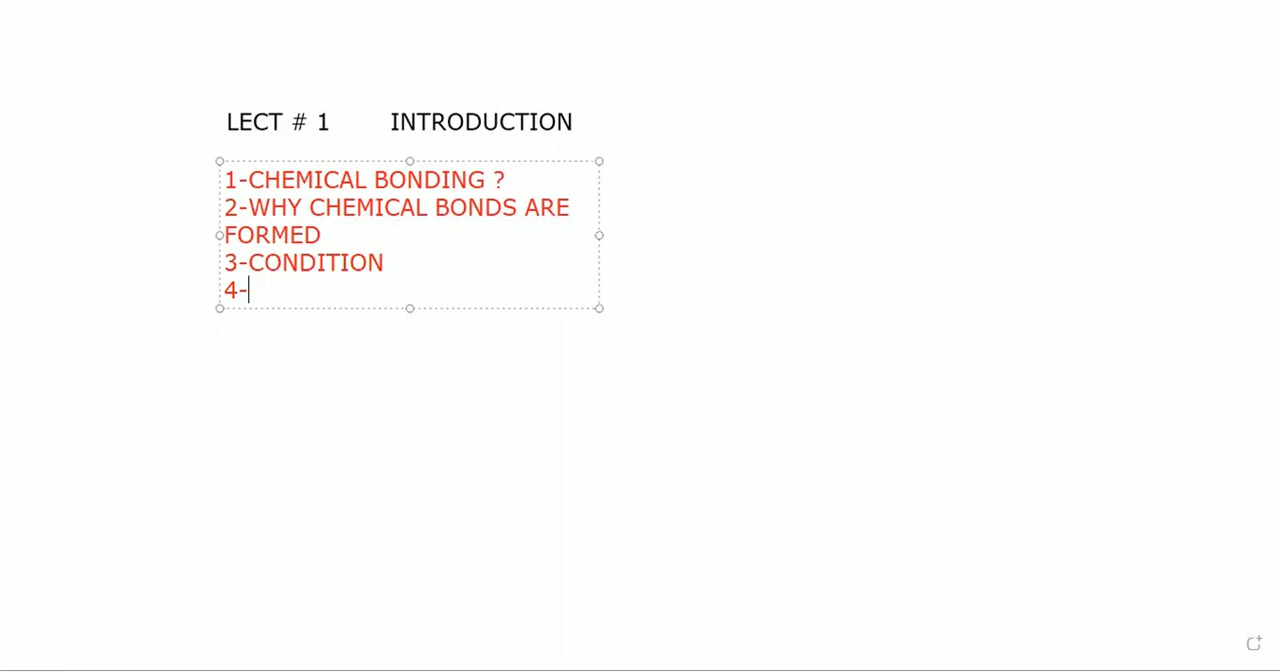 LECT # 1 INTRODUCTION
1-CHEMICAL BONDING ?
2-WHY CHEMICAL BONDS ARE
FORMED
3-CONDITION
4-